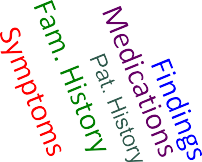 Symptoms
Fam. History
Pat. History
Medications
Findings